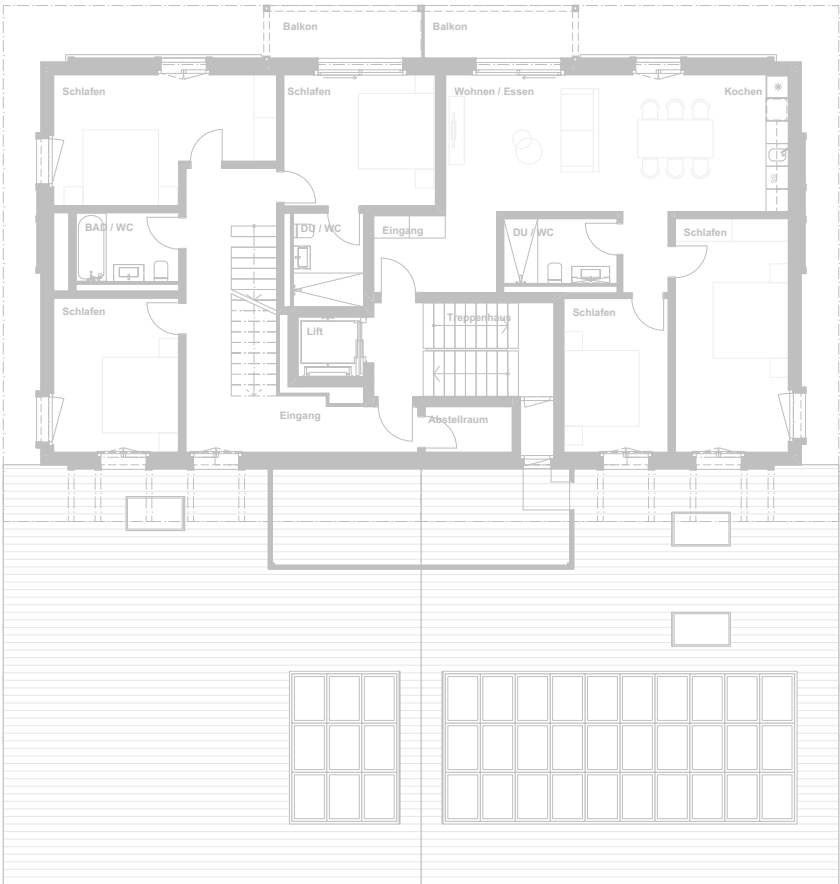 Balkon
Balkon
Schlafen
Schlafen
Wohnen / Essen
Kochen
BAD / WC
DU / WC
Eingang
DU / WC
Schlafen
Schlafen
Lift
Treppenhaus
Schlafen
Eingang
Abstellraum